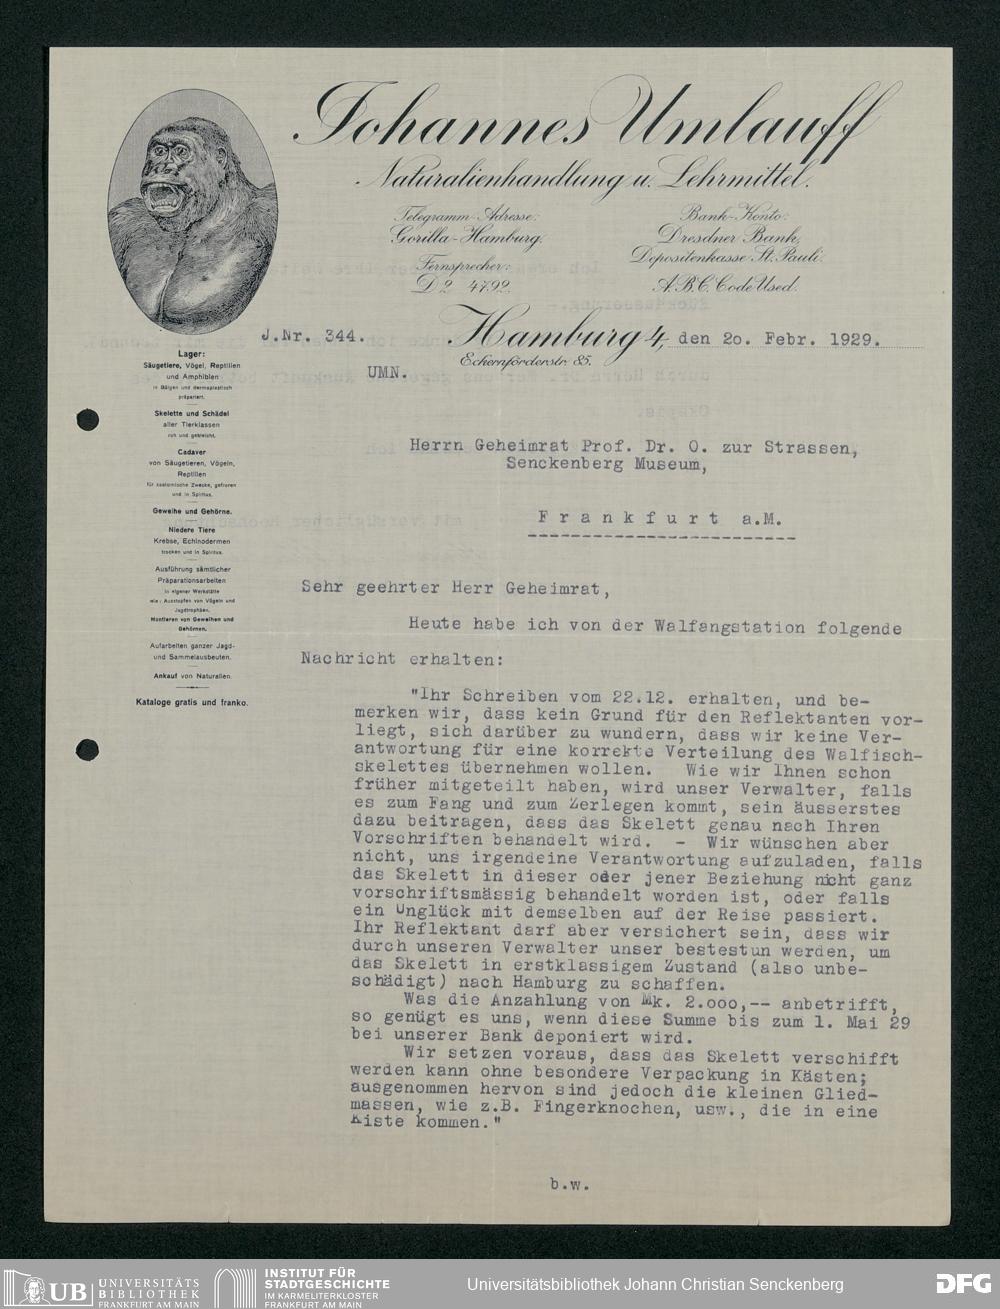 Johannes Umlauff
Naturalienhandlung u. Lehrmittel.
Telegramm-Adresse:
Gorilla-Hamburg.
Fernsprecher:
D 2 4792.
Bank-Konto:
Dresdner Bank,
Depositenkasse St. Pauli.
A.B.C. Code Used.
J.Nr. 344.
Hamburg 4, den 2o. Febr. 1929.
Eckernförderstr. 85.
UMN.
Lager:
Säugetiere, Vögel, Reptilien
und Amphibien
in Bälgen und dermoplastisch
präpariert.
Skelette und Schädel
aller Tierklassen
roh und gebleicht.
Cadaver
von Säugetieren, Vögeln,
Reptilien
für anatomische Zwecke, gefroren
und in Spiritus.
Geweihe und Gehörne.
Niedere Tiere
Krebse, Echinodermen
trocken und in Spiritus.
Ausführung sämtlicher
Präparationsarbeiten
in eigener Werkstätte
wie: Ausstopfen von Vögeln und
Jagdtrophäen.
Montieren von Geweihen und
Gehörnen.
Aufarbeiten ganzer Jagd-
und Sammelausbeuten.
Ankauf von Naturalien.
Kataloge gratis und franko.
Herrn Geheimrat Prof. Dr. O. zur Strassen,
Senckenberg Museum,
F r a n k f u r t a.M.
Sehr geehrter Herr Geheimrat,
Heute habe ich von der Walfangstation folgende
Nachricht erhalten:
"Ihr Schreiben vom 22.12. erhalten, und be-
merken wir, dass kein Grund für den Reflektanten vor-
liegt, sich darüber zu wundern, dass wir keine Ver-
antwortung für eine korrekte Verteilung des Walfisch-
skelettes übernehmen wollen. Wie wir Ihnen schon
früher mitgeteilt haben, wird unser Verwalter, falls
es zum Fang und zum Zerlegen kommt, sein äusserstes
dazu beitragen, dass das Skelett genau nach Ihren
Vorschriften behandelt wird. - Wir wünschen aber
nicht, uns irgendeine Verantwortung aufzuladen, falls
das Skelett in dieser oder jener Beziehung nicht ganz
vorschriftsmässig behandelt worden ist, oder falls
ein Unglück mit demselben auf der Reise passiert.
Ihr Reflektant darf aber versichert sein, dass wir
durch unseren Verwalter unser bestestun werden, um
das Skelett in erstklassigem Zustand (also unbe-
schädigt) nach Hamburg zu schaffen.
Was die Anzahlung von Mk. 2.ooo,-- anbetrifft,
so genügt es uns, wenn diese Summe bis zum 1. Mai 29
bei unserer Bank deponiert wird.
Wir setzen voraus, dass das Skelett verschifft
werden kann ohne besondere Verpackung in Kästen;
ausgenommen hervon sind jedoch die kleinen Glied-
massen, wie z.B. Fingerknochen, usw., die in eine
Kiste kommen."
b.w.
UB UNIVERSITÄTS
BIBLIOTHEK
FRANKFURT AM MAIN
INSTITUT FÜR
STADTGESCHICHTE
IM KARMELITERKLOSTER
FRANKFURT AM MAIN
Universitätsbibliothek Johann Christian Senckenberg
DFG